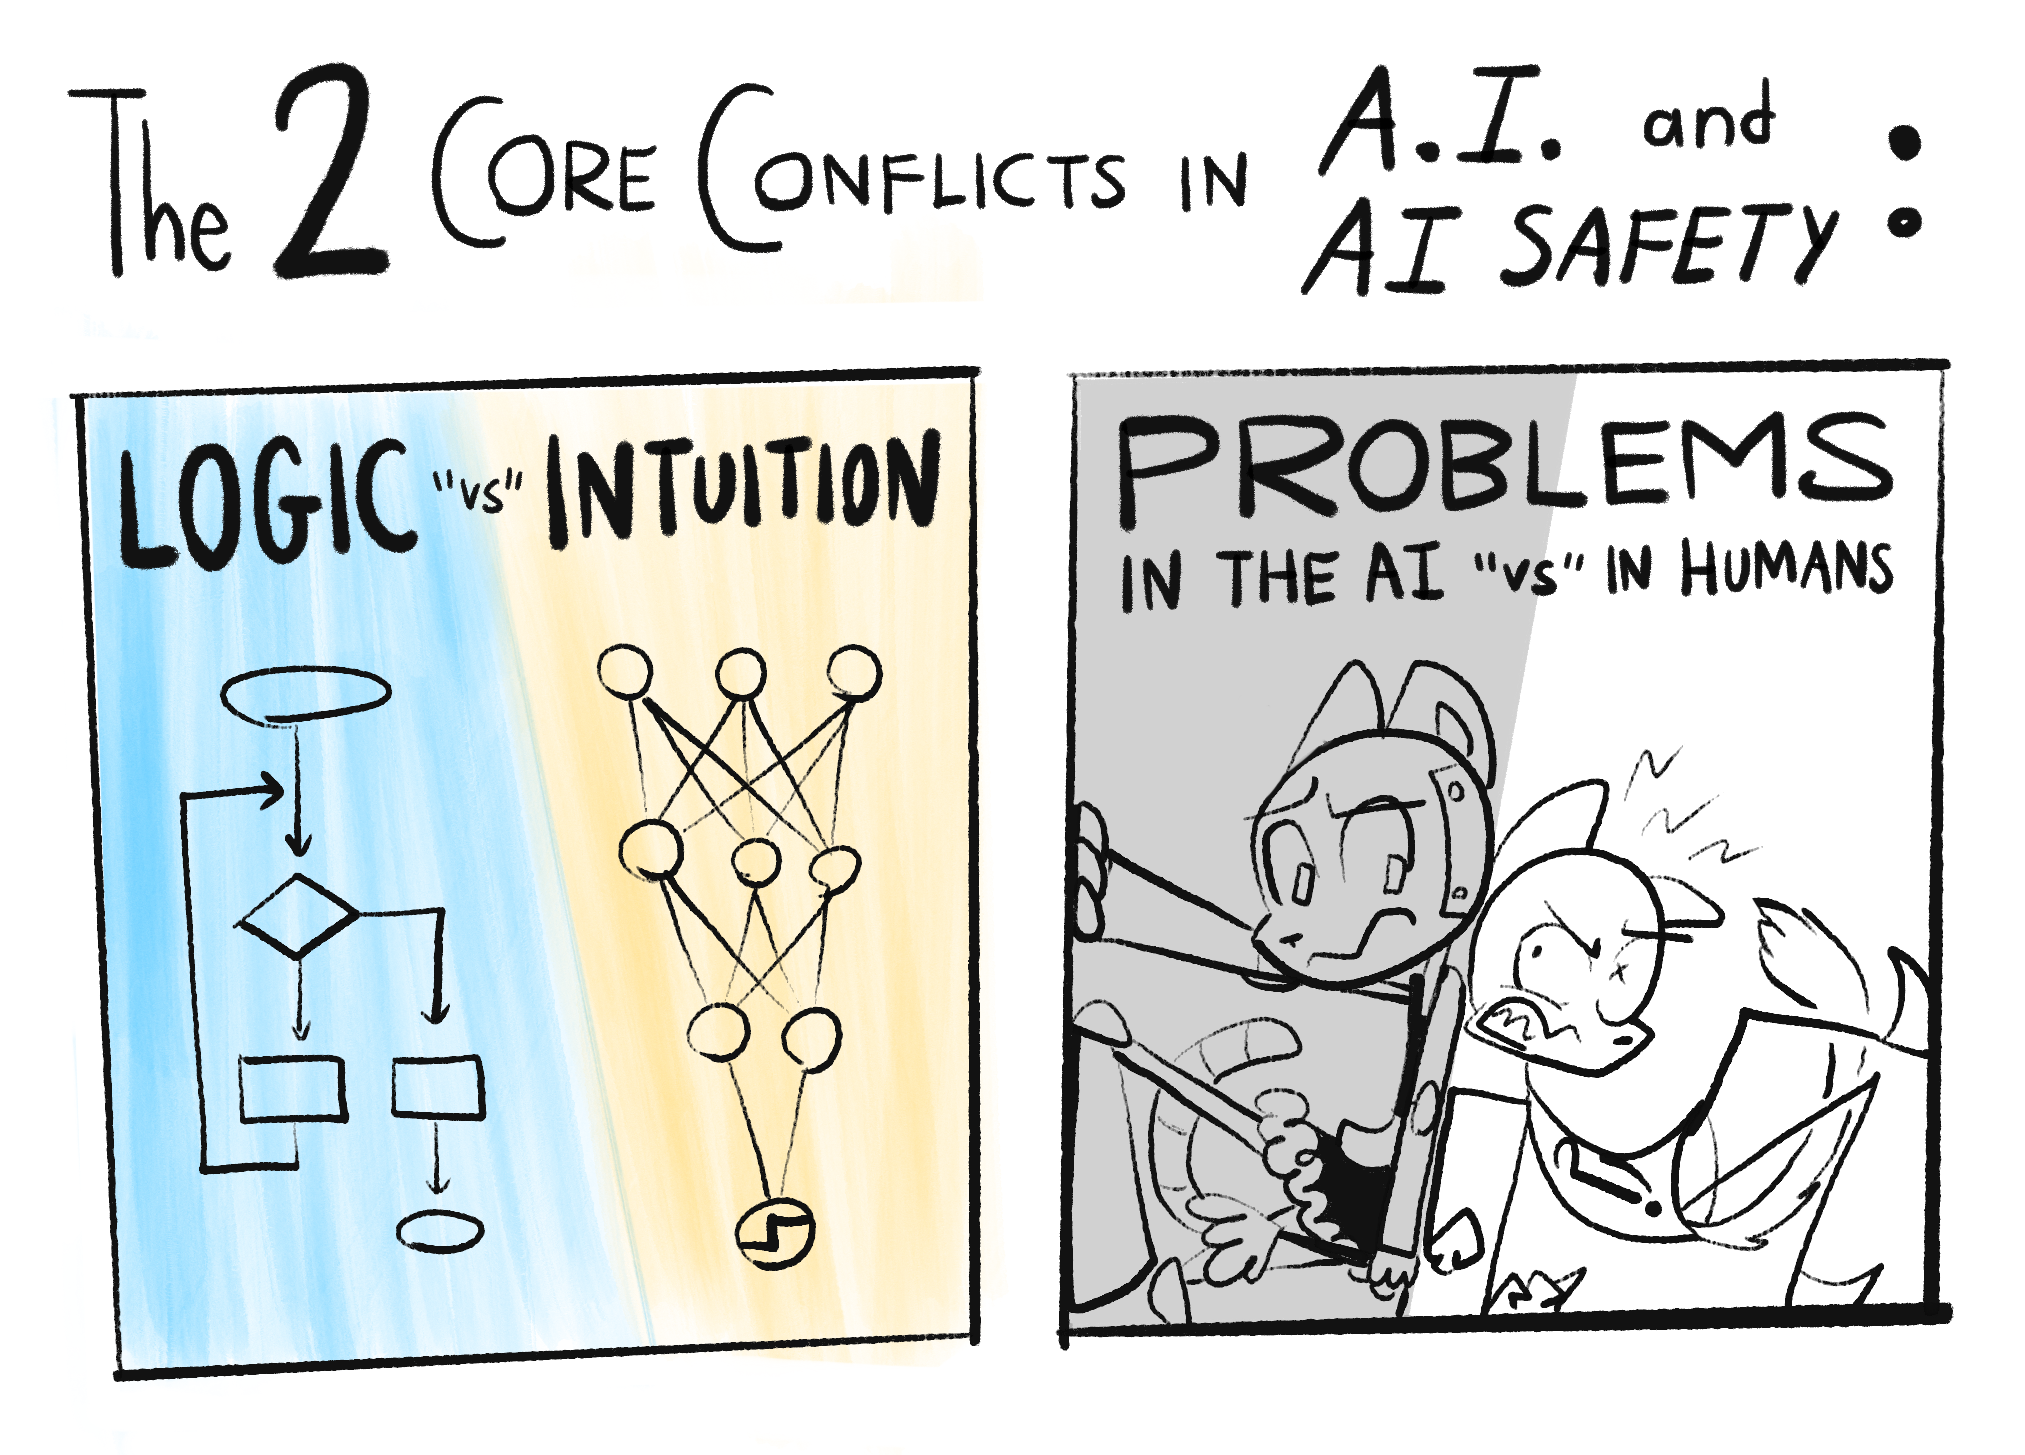 The 2 CORE CONFLICTS IN A.I. and AI SAFETY:
LOGIC "vs" INTUITION
PROBLEMS
IN THE AI "vs" IN HUMANS